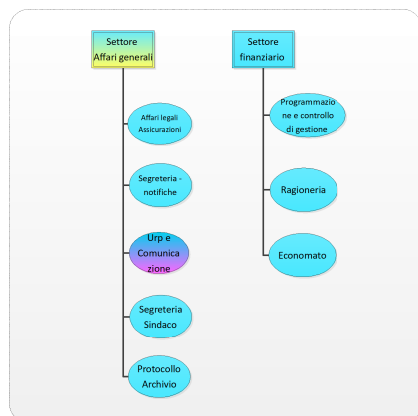 Settore
Affari generali
Affari legali
Assicurazioni
Segreteria -
notifiche
Urp e
Comunica
zione
Segreteria
Sindaco
Protocollo
Archivio
Settore
finanziario
Programmazio
ne e controllo
di gestione
Ragioneria
Economato